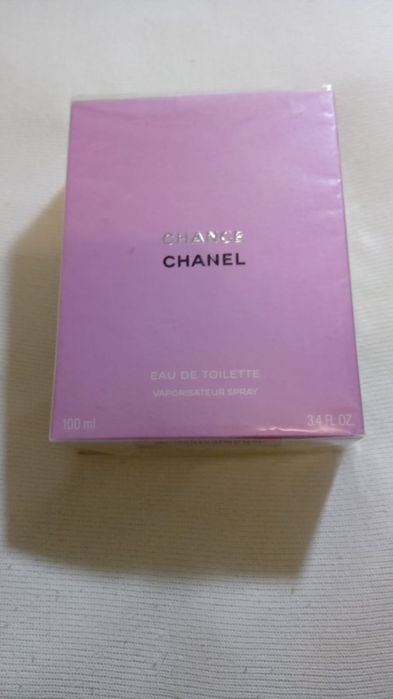 CHANCE
CHANEL
EAU DE TOILETTE
VAPORISATEUR SPRAY
100 ml
3.4 FL. OZ.